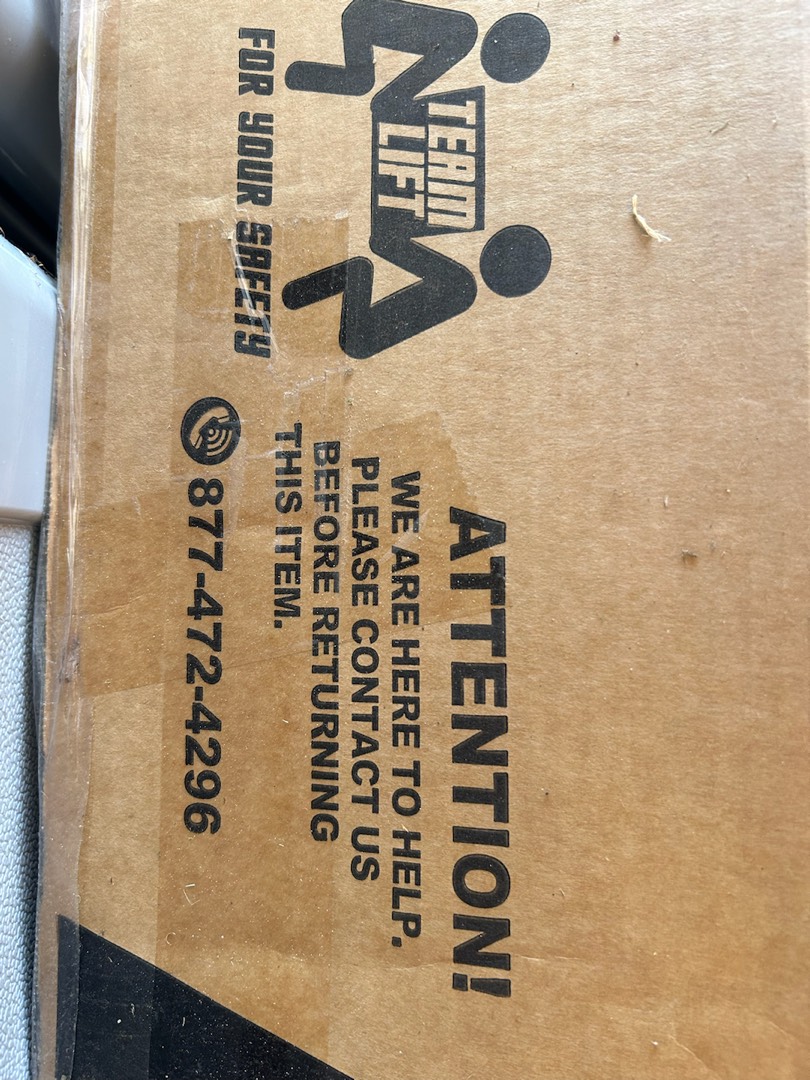 TEAM
LIFT
FOR YOUR SAFETY
ATTENTION!
WE ARE HERE TO HELP.
PLEASE CONTACT US
BEFORE RETURNING
THIS ITEM.
877-472-4296